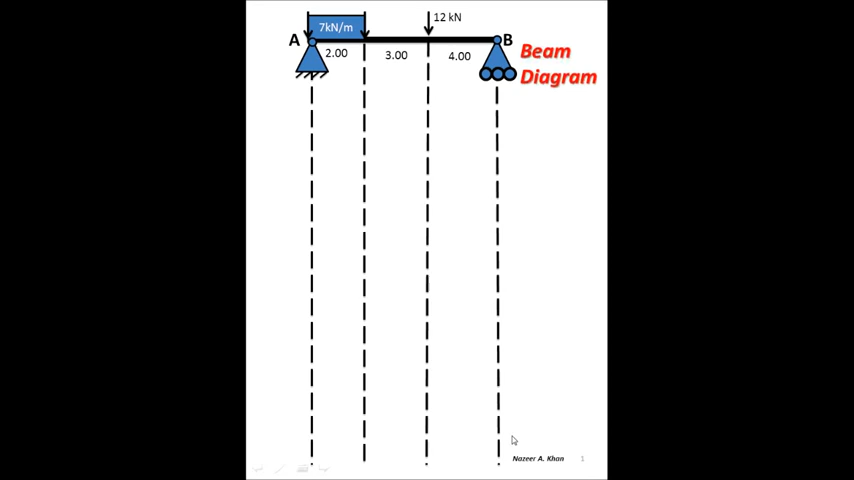 7kN/m
12 kN
A
B
2.00
3.00
4.00
Beam
Diagram
Nazeer A. Khan
1